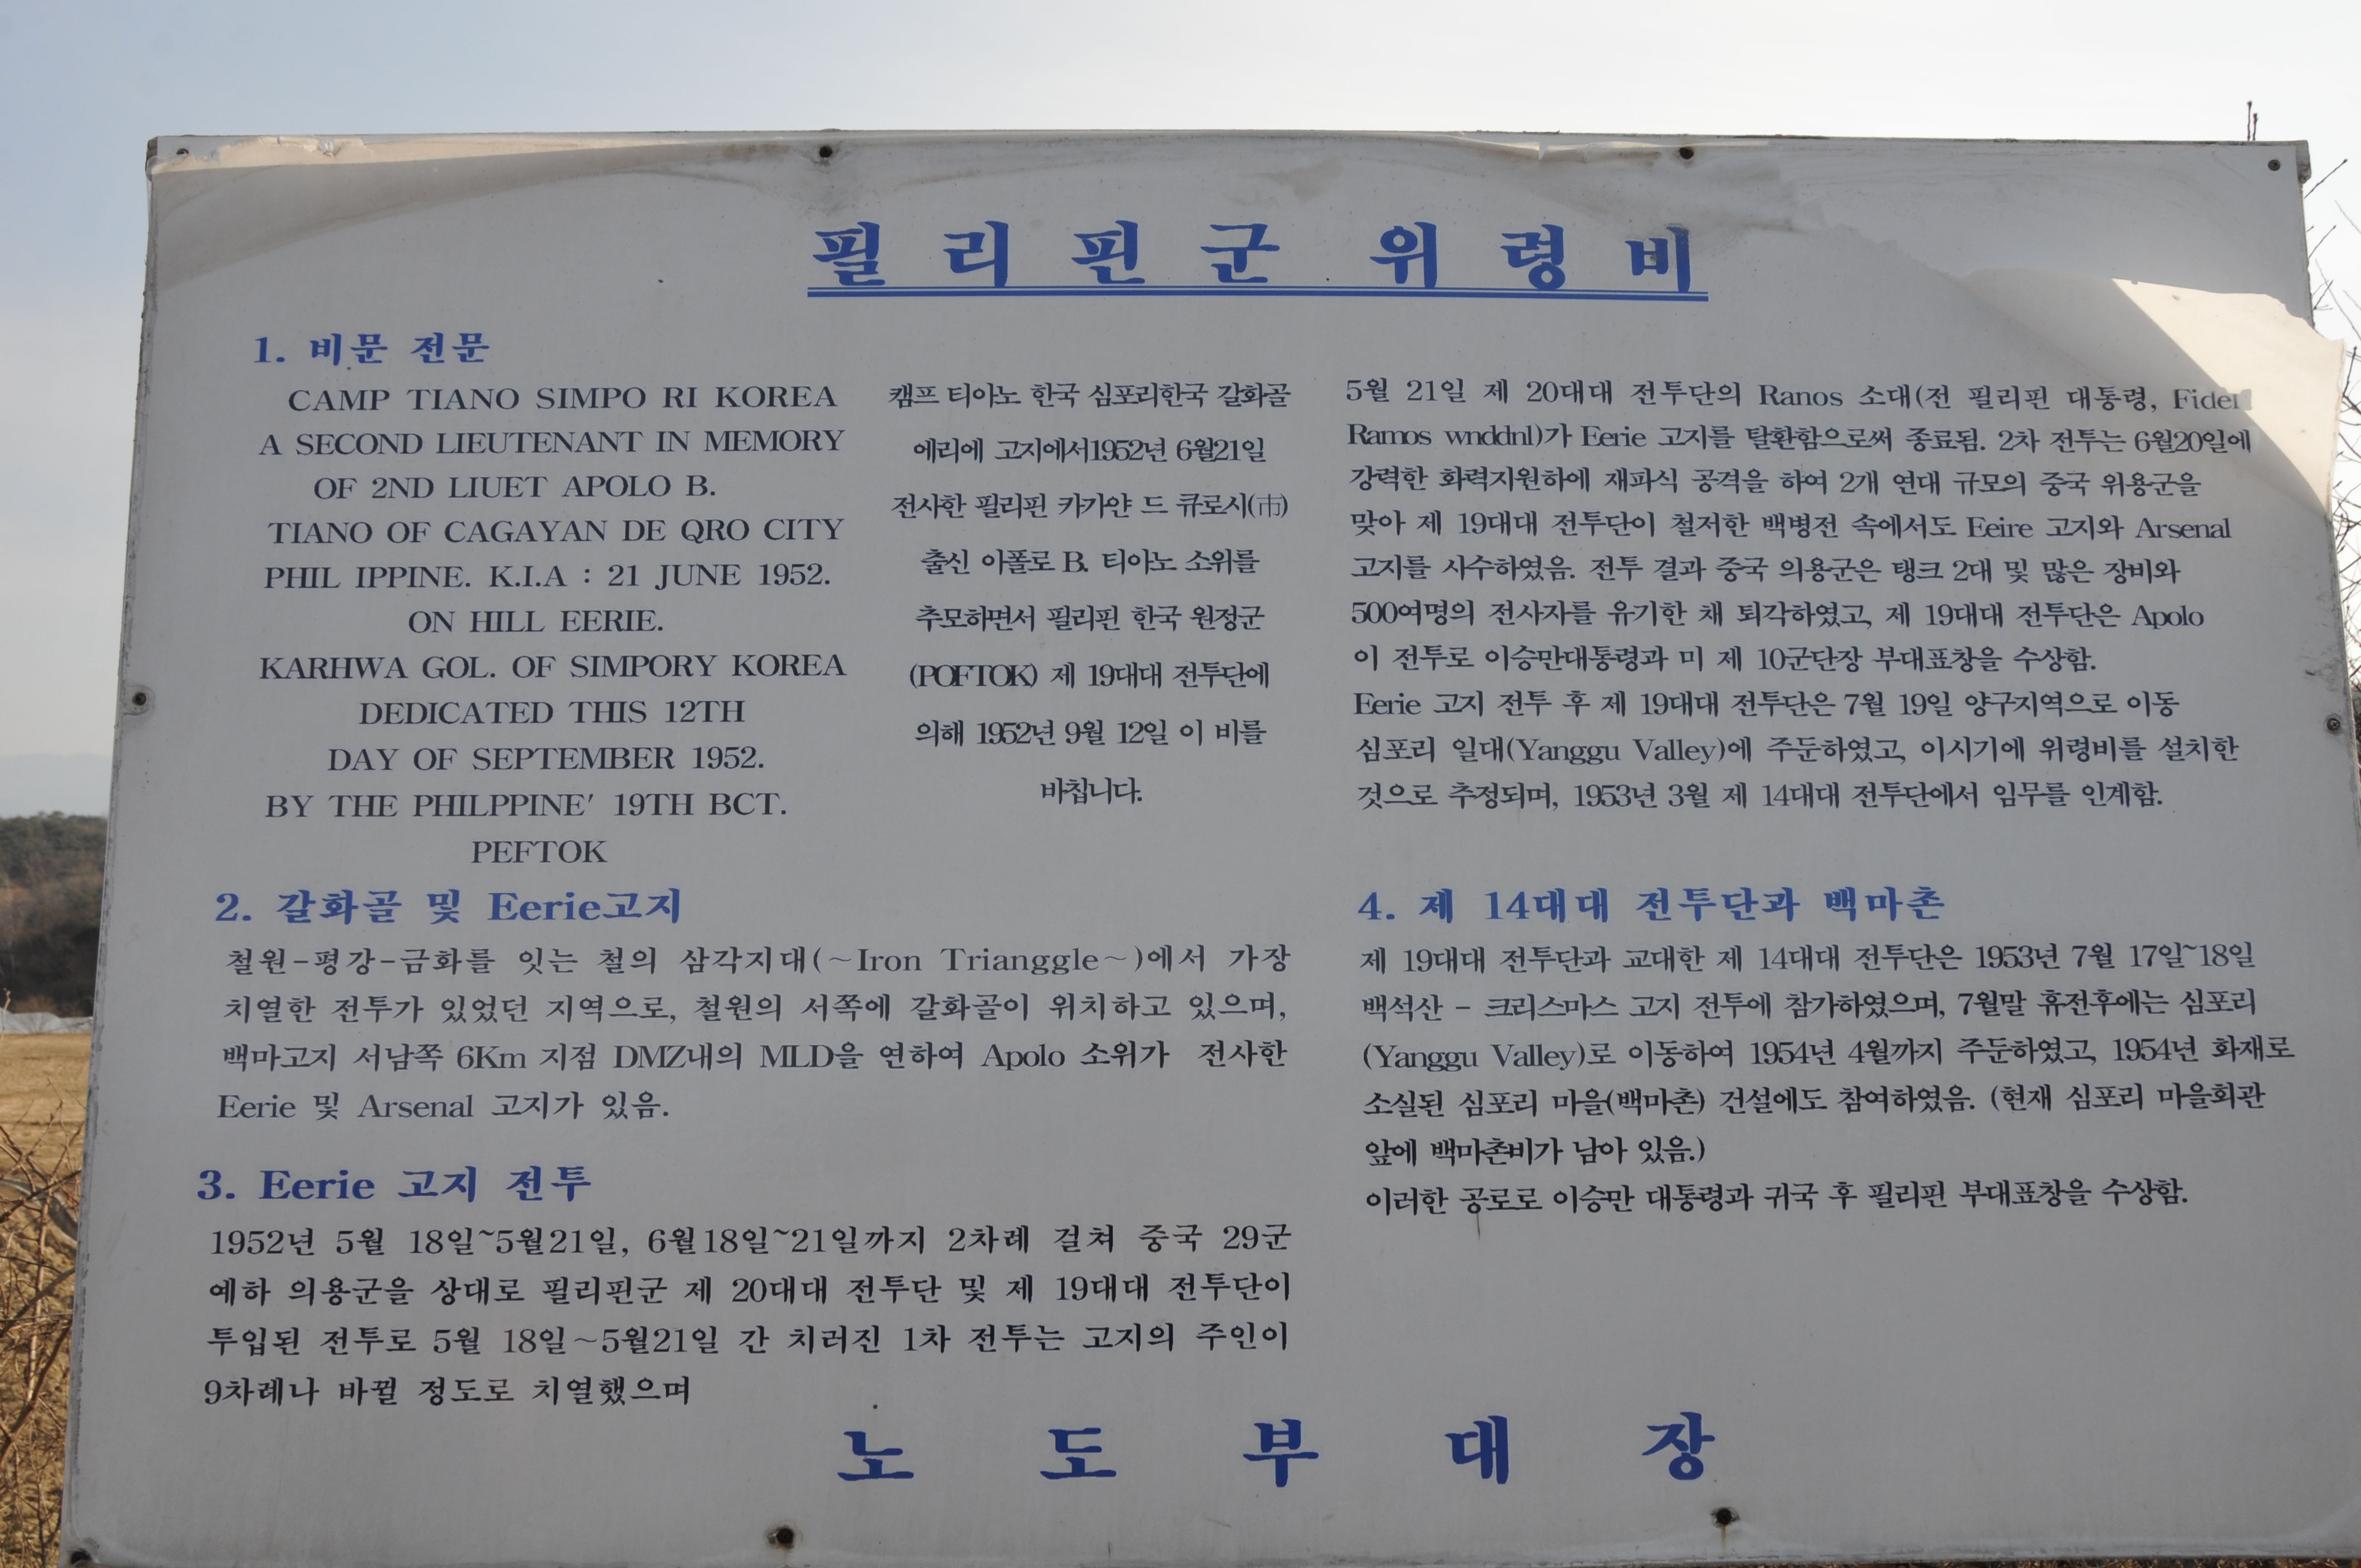 필리핀군 위령비
1. 비문 전문
CAMP TIANO SIMPO RI KOREA
A SECOND LIEUTENANT IN MEMORY
OF 2ND LIUET APOLO B.
TIANO OF CAGAYAN DE QRO CITY
PHIL IPPINE. K.I.A : 21 JUNE 1952.
ON HILL EERIE.
KARHWA GOL. OF SIMPORY KOREA
DEDICATED THIS 12TH
DAY OF SEPTEMBER 1952.
BY THE PHILPPINE' 19TH BCT.
PEFTOK
캠프 티아노 한국 심포리한국 갈화골
에리에 고지에서1952년 6월21일
전사한 필리핀 카가얀 드 큐로시(市)
출신 아폴로 B. 티아노 소위를
추모하면서 필리핀 한국 원정군
(POFTOK) 제 19대대 전투단에
의해 1952년 9월 12일 이 비를
바칩니다.
2. 갈화골 및 Eerie고지
철원-평강-금화를 잇는 철의 삼각지대(~Iron Trianggle~)에서 가장
치열한 전투가 있었던 지역으로, 철원의 서쪽에 갈화골이 위치하고 있으며,
백마고지 서남쪽 6Km 지점 DMZ내의 MLD을 연하여 Apolo 소위가 전사한
Eerie 및 Arsenal 고지가 있음.
3. Eerie 고지 전투
1952년 5월 18일~5월21일, 6월18일~21일까지 2차례 걸쳐 중국 29군
예하 의용군을 상대로 필리핀군 제 20대대 전투단 및 제 19대대 전투단이
투입된 전투로 5월 18일~5월21일 간 치러진 1차 전투는 고지의 주인이
9차례나 바뀔 정도로 치열했으며
5월 21일 제 20대대 전투단의 Ranos 소대(전 필리핀 대통령, Fidel
Ramos wnddnl)가 Eerie 고지를 탈환함으로써 종료됨. 2차 전투는 6월20일에
강력한 화력지원하에 재파식 공격을 하여 2개 연대 규모의 중국 위용군을
맞아 제 19대대 전투단이 철저한 백병전 속에서도 Eeire 고지와 Arsenal
고지를 사수하였음. 전투 결과 중국 의용군은 탱크 2대 및 많은 장비와
500여명의 전사자를 유기한 채 퇴각하였고, 제 19대대 전투단은 Apolo
이 전투로 이승만대통령과 미 제 10군단장 부대표창을 수상함.
Eerie 고지 전투 후 제 19대대 전투단은 7월 19일 양구지역으로 이동
심포리 일대(Yanggu Valley)에 주둔하였고, 이시기에 위령비를 설치한
것으로 추정되며, 1953년 3월 제 14대대 전투단에서 임무를 인계함.
4. 제 14대대 전투단과 백마촌
제 19대대 전투단과 교대한 제 14대대 전투단은 1953년 7월 17일~18일
백석산 - 크리스마스 고지 전투에 참가하였으며, 7월말 휴전후에는 심포리
(Yanggu Valley)로 이동하여 1954년 4월까지 주둔하였고, 1954년 화재로
소실된 심포리 마을(백마촌) 건설에도 참여하였음. (현재 심포리 마을회관
앞에 백마촌비가 남아 있음.)
이러한 공로로 이승만 대통령과 귀국 후 필리핀 부대표창을 수상함.
노도부대장